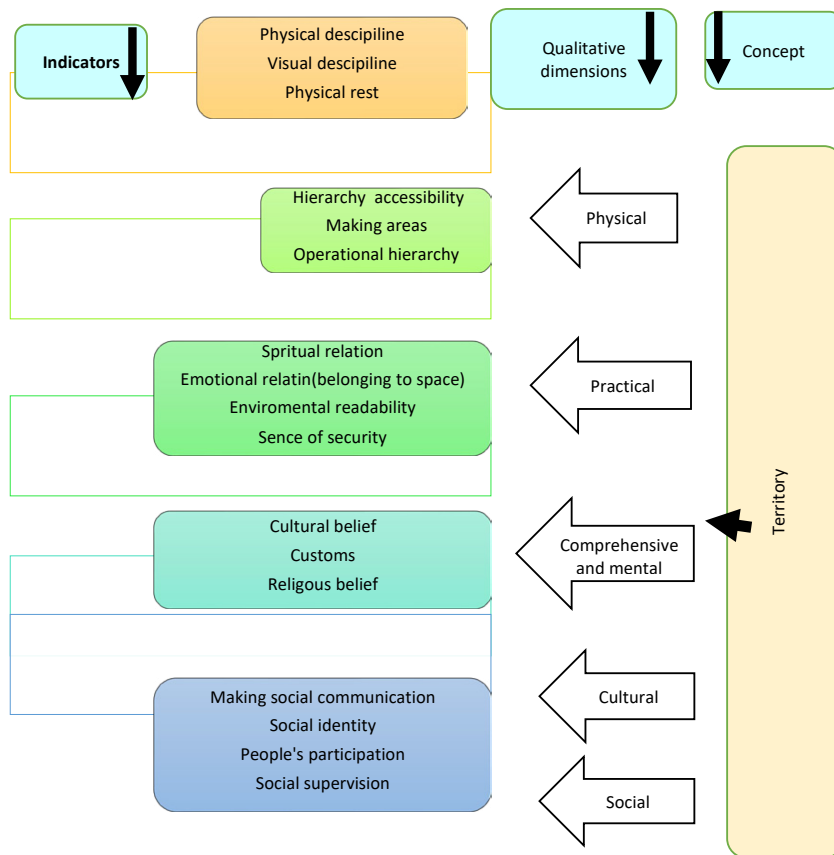 Indicators
Physical descipiline
Visual descipiline
Physical rest
Qualitative
dimensions
Concept
Hierarchy accessibility
Making areas
Operational hierarchy
Physical
Spritual relation
Emotional relatin(belonging to space)
Enviromental readability
Sence of security
Practical
Territory
Cultural belief
Customs
Religous belief
Comprehensive
and mental
Making social communication
Social identity
People's participation
Social supervision
Cultural
Social